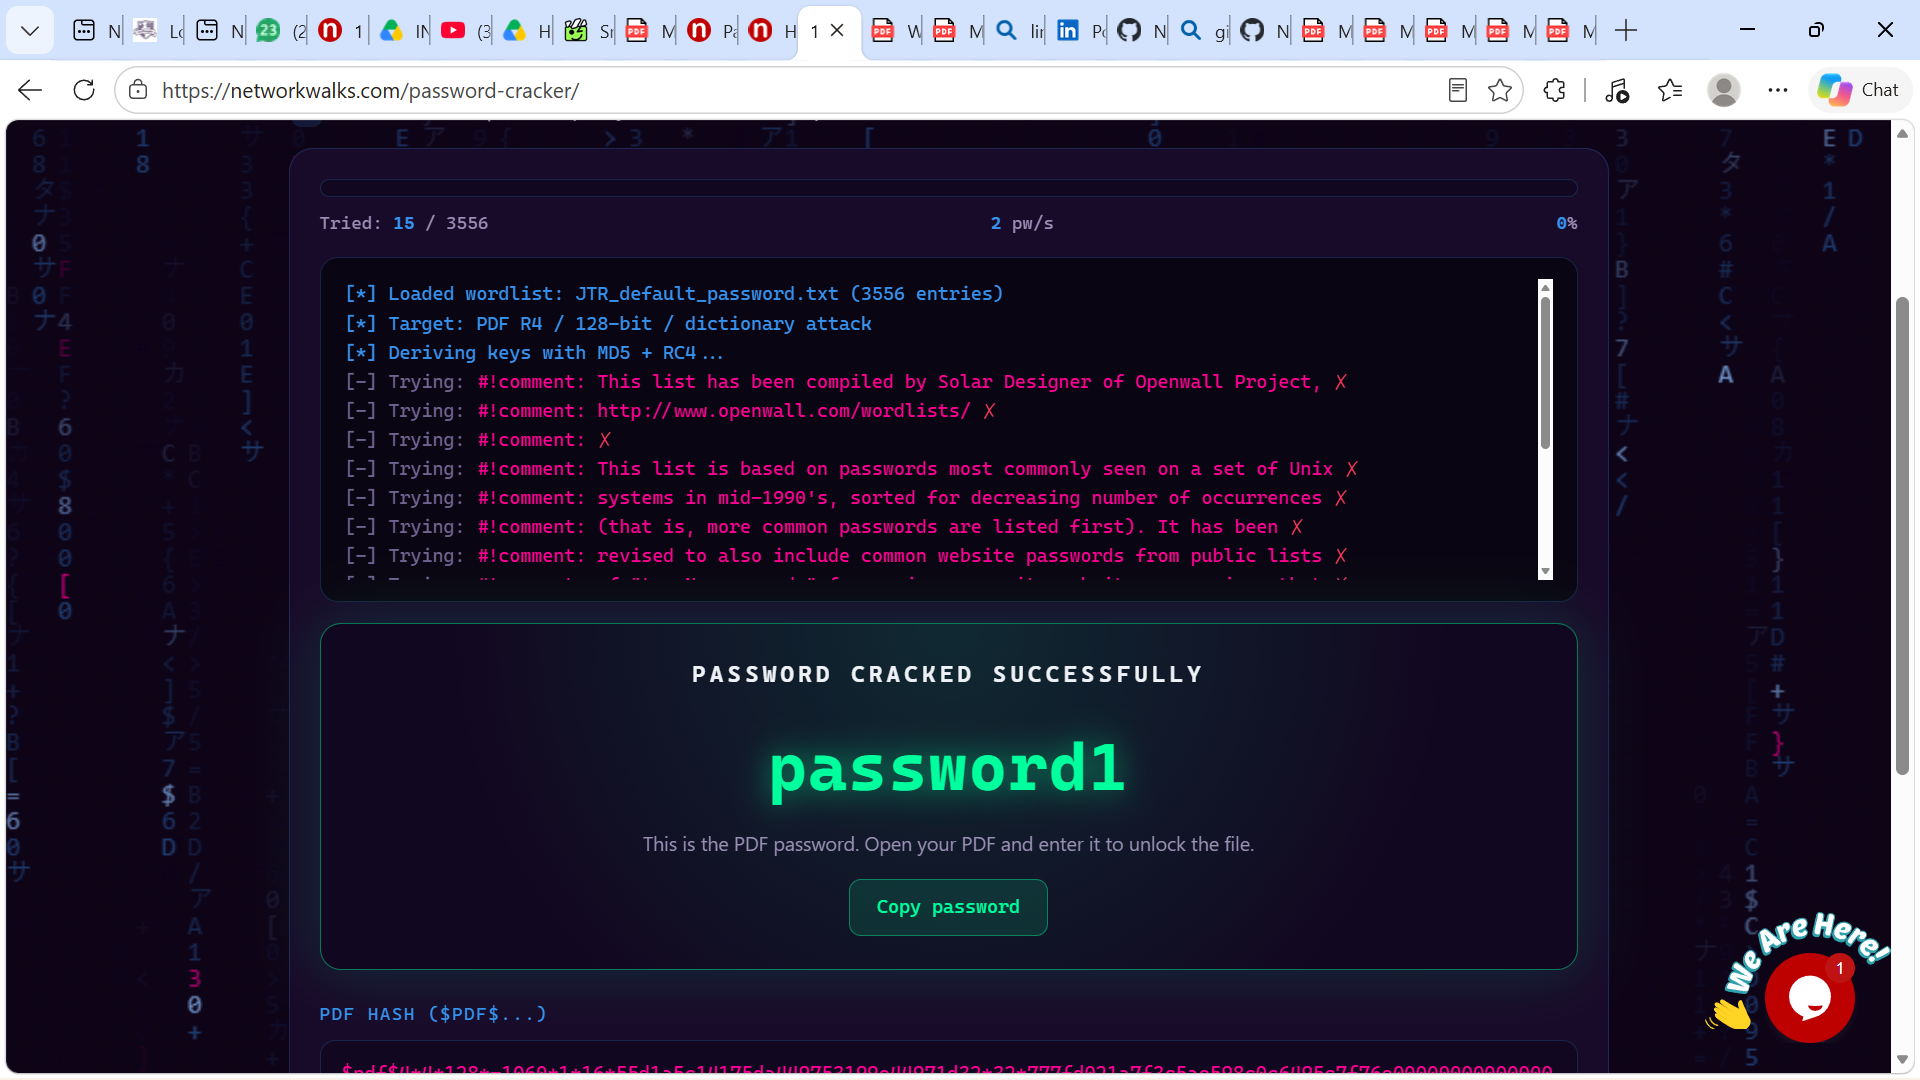 https://networkwalks.com/password-cracker/
Chat
Tried: 15 / 3556
2 pw/s
0%
[*] Loaded wordlist: JTR_default_password.txt (3556 entries)
[*] Target: PDF R4 / 128-bit / dictionary attack
[*] Deriving keys with MD5 + RC4...
[-] Trying: #!comment: This list has been compiled by Solar Designer of Openwall Project, ✗
[-] Trying: #!comment: http://www.openwall.com/wordlists/ ✗
[-] Trying: #!comment: ✗
[-] Trying: #!comment: This list is based on passwords most commonly seen on a set of Unix ✗
[-] Trying: #!comment: systems in mid-1990's, sorted for decreasing number of occurrences ✗
[-] Trying: #!comment: (that is, more common passwords are listed first). It has been ✗
[-] Trying: #!comment: revised to also include common website passwords from public lists ✗
PASSWORD CRACKED SUCCESSFULLY
password1
This is the PDF password. Open your PDF and enter it to unlock the file.
Copy password
We Are Here!
1
PDF HASH ($PDF$...)